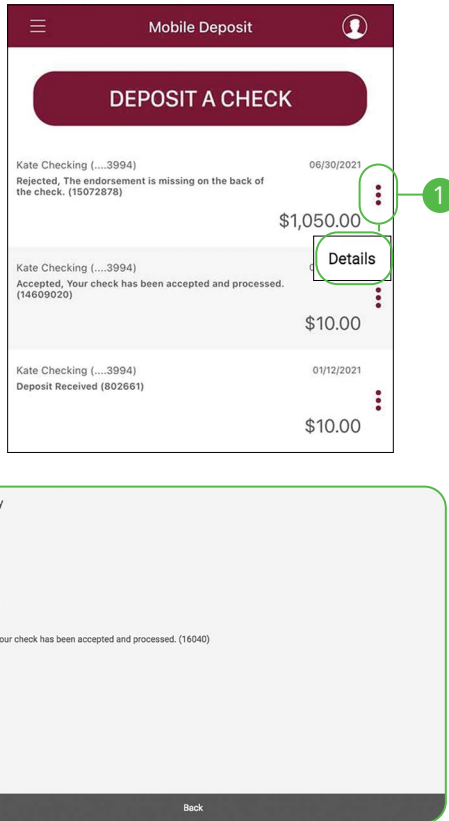 Mobile Deposit
DEPOSIT A CHECK
Kate Checking (....3994)
06/30/2021
Rejected, The endorsement is missing on the back of
the check. (15072878)
1
$1,050.00
Details
Kate Checking (....3994)
Accepted, Your check has been accepted and processed.
(14609020)
$10.00
Kate Checking (....3994)
01/12/2021
Deposit Received (802661)
$10.00
check has been accepted and processed. (16040)
Back